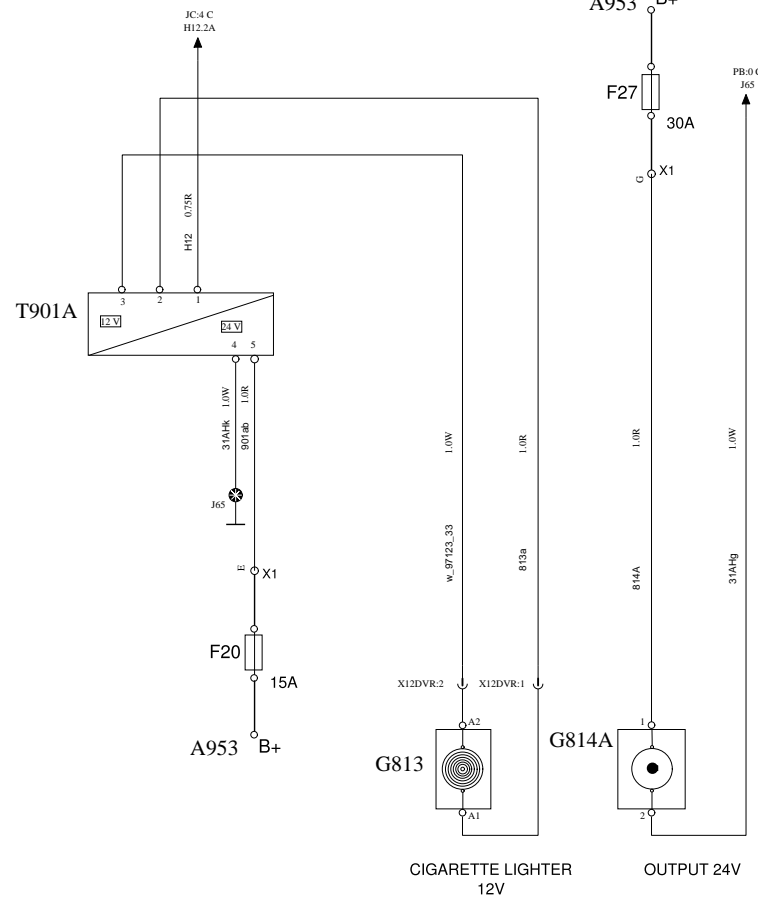 JC:4 C
H12.2A
A953 B+
PB:0 C
J65
F27
30A
G X1
0.75R
H12
T901A
3 2 1
12 V
24 V
4 5
1.0W
1.0R
31AHk
901ab
J65
E X1
F20
15A
A953 B+
1.0W
1.0R
1.0R
1.0W
w_97123_33
813a
814A
31AHg
X12DVR:2 X12DVR:1
A2
G813
A1
1
G814A
2
CIGARETTE LIGHTER
12V
OUTPUT 24V